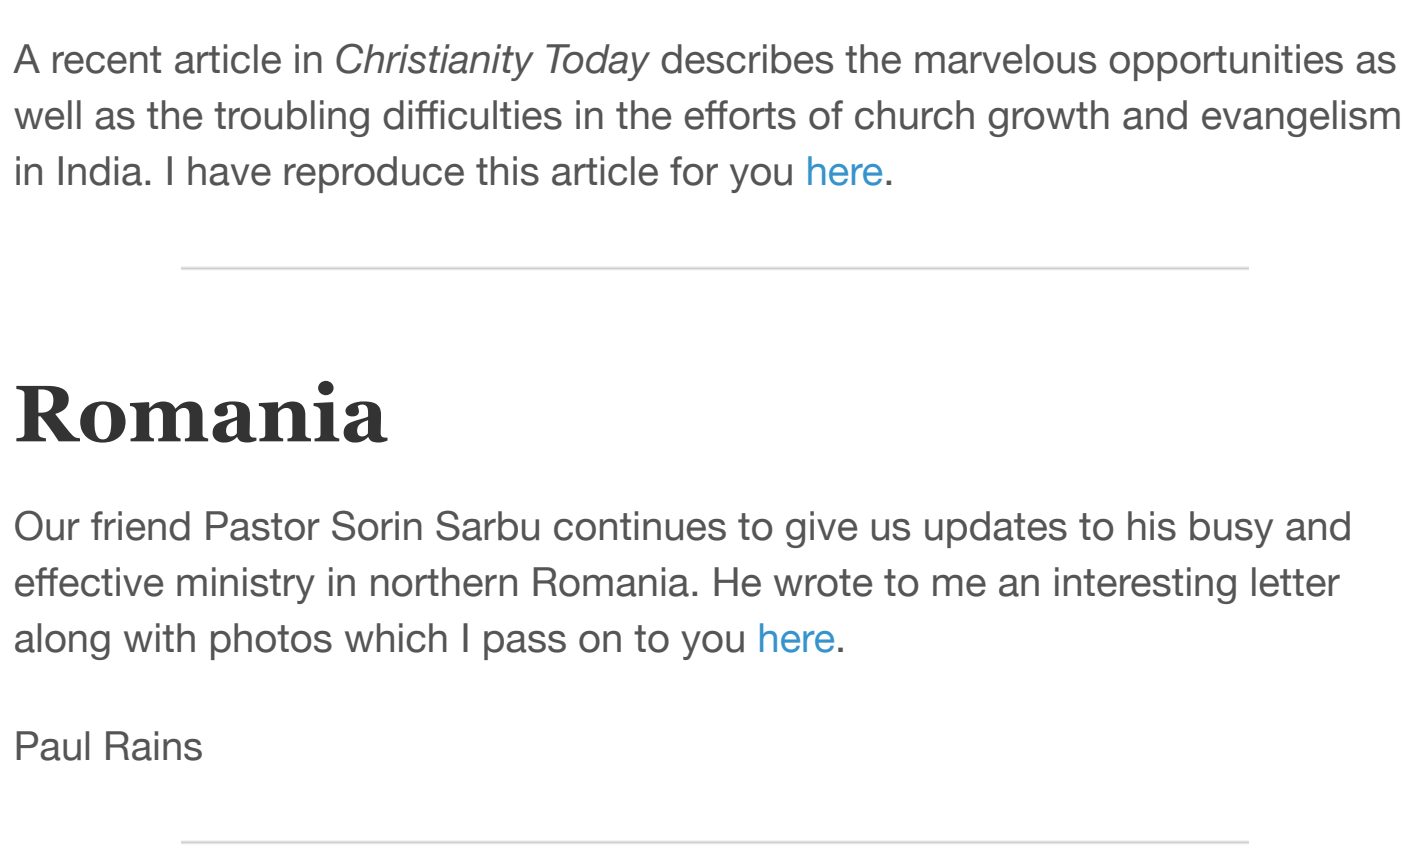 A recent article in Christianity Today describes the marvelous opportunities as
well as the troubling difficulties in the efforts of church growth and evangelism
in India. I have reproduce this article for you here.
Romania
Our friend Pastor Sorin Sarbu continues to give us updates to his busy and
effective ministry in northern Romania. He wrote to me an interesting letter
along with photos which I pass on to you here.
Paul Rains